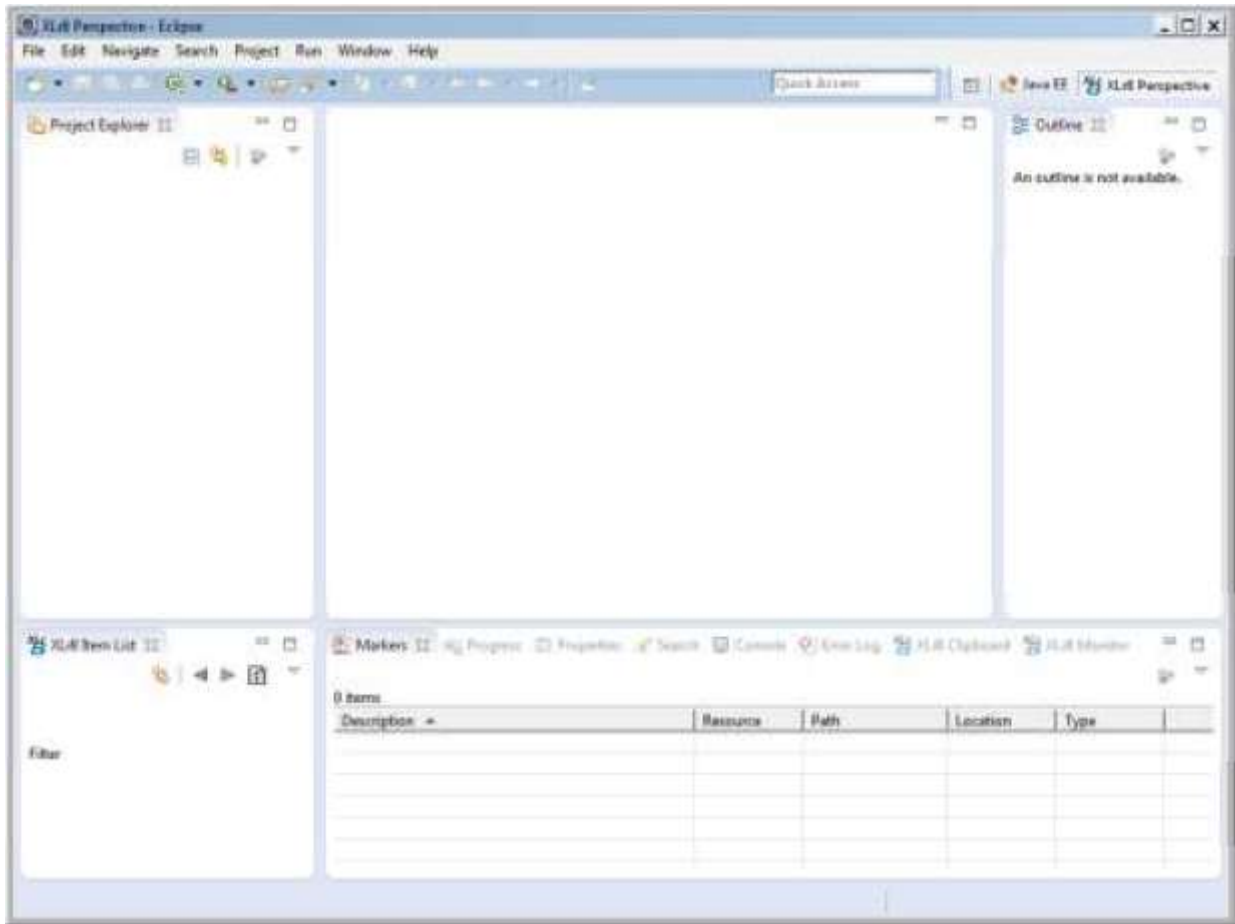 XLdl Perspective - Eclipse
File Edit Navigate Search Project Run Window Help
Quick Access Java EE XLdl Perspective
Project Explorer
Outline
An outline is not available.
XLdl Item List
Filter
Markers Progress Properties Search Console Error Log XLdl Clipboard XLdl Monitor
0 items
Description Resource Path Location Type